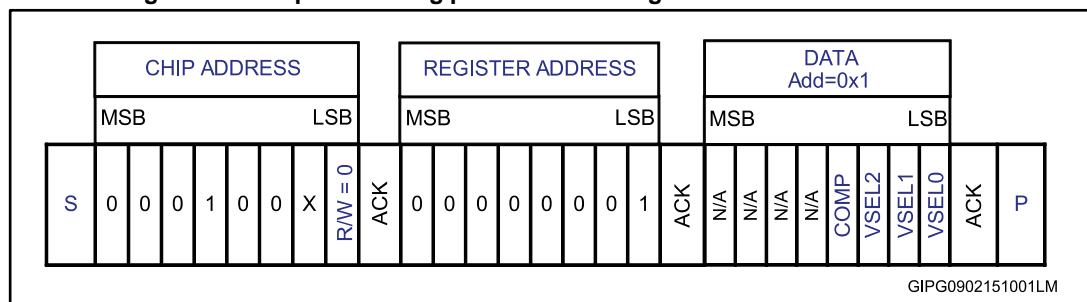 CHIP ADDRESS REGISTER ADDRESS DATA
Add=0x1
MSB LSB MSB LSB MSB LSB
S 0 0 0 1 0 0 X R/W = 0 ACK 0 0 0 0 0 0 0 1 ACK N/A N/A N/A N/A COMP VSEL2 VSEL1 VSEL0 ACK P
GIPG0902151001LM